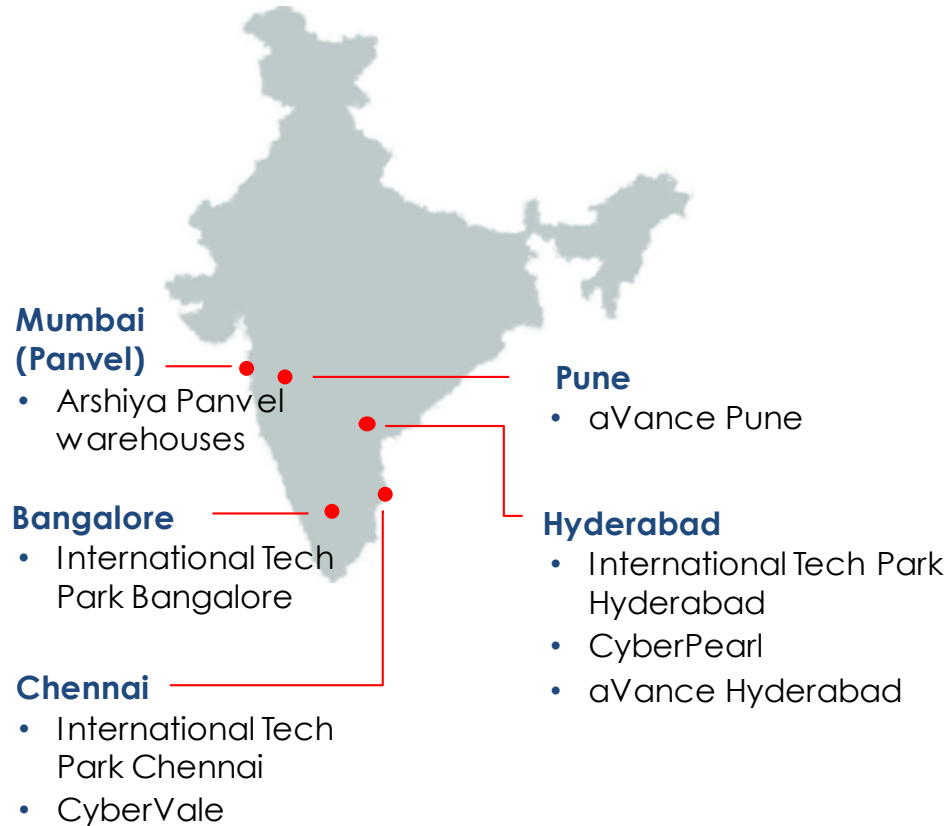 Mumbai
(Panvel)
• Arshiya Panvel
warehouses
Pune
• aVance Pune
Bangalore
• International Tech
Park Bangalore
Hyderabad
• International Tech Park
Hyderabad
• CyberPearl
• aVance Hyderabad
Chennai
• International Tech
Park Chennai
• CyberVale